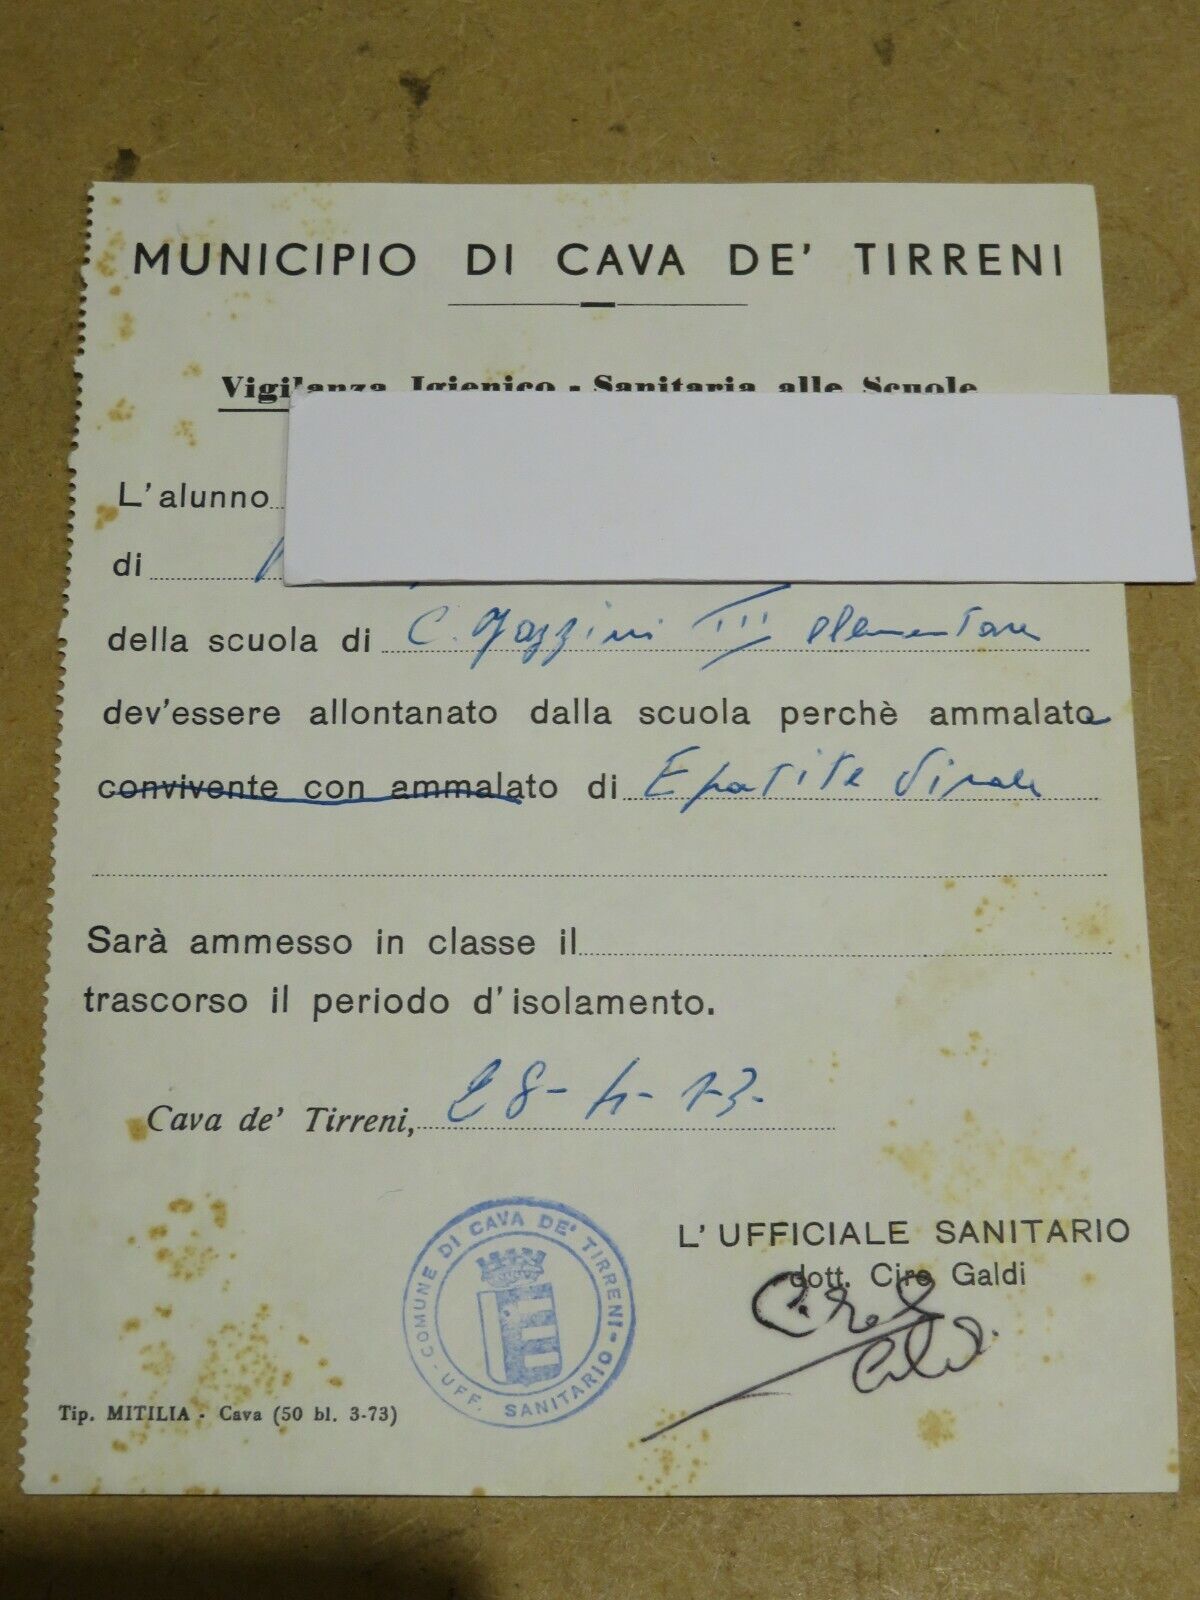 MUNICIPIO DI CAVA DE' TIRRENI
Vigilanza Igienico - Sanitaria alle Scuole
L'alunno
di
della scuola di C. Mazzini III elementare
dev'essere allontanato dalla scuola perchè ammalato
convivente con ammalato di Epatite Virale
Sarà ammesso in classe il
trascorso il periodo d'isolamento.
Cava de' Tirreni, 28-4-73.
L'UFFICIALE SANITARIO
dott. Ciro Galdi
COMUNE DI CAVA DE' TIRRENI - UFF. SANITARIO -
Tip. MITILIA - Cava (50 bl. 3-73)